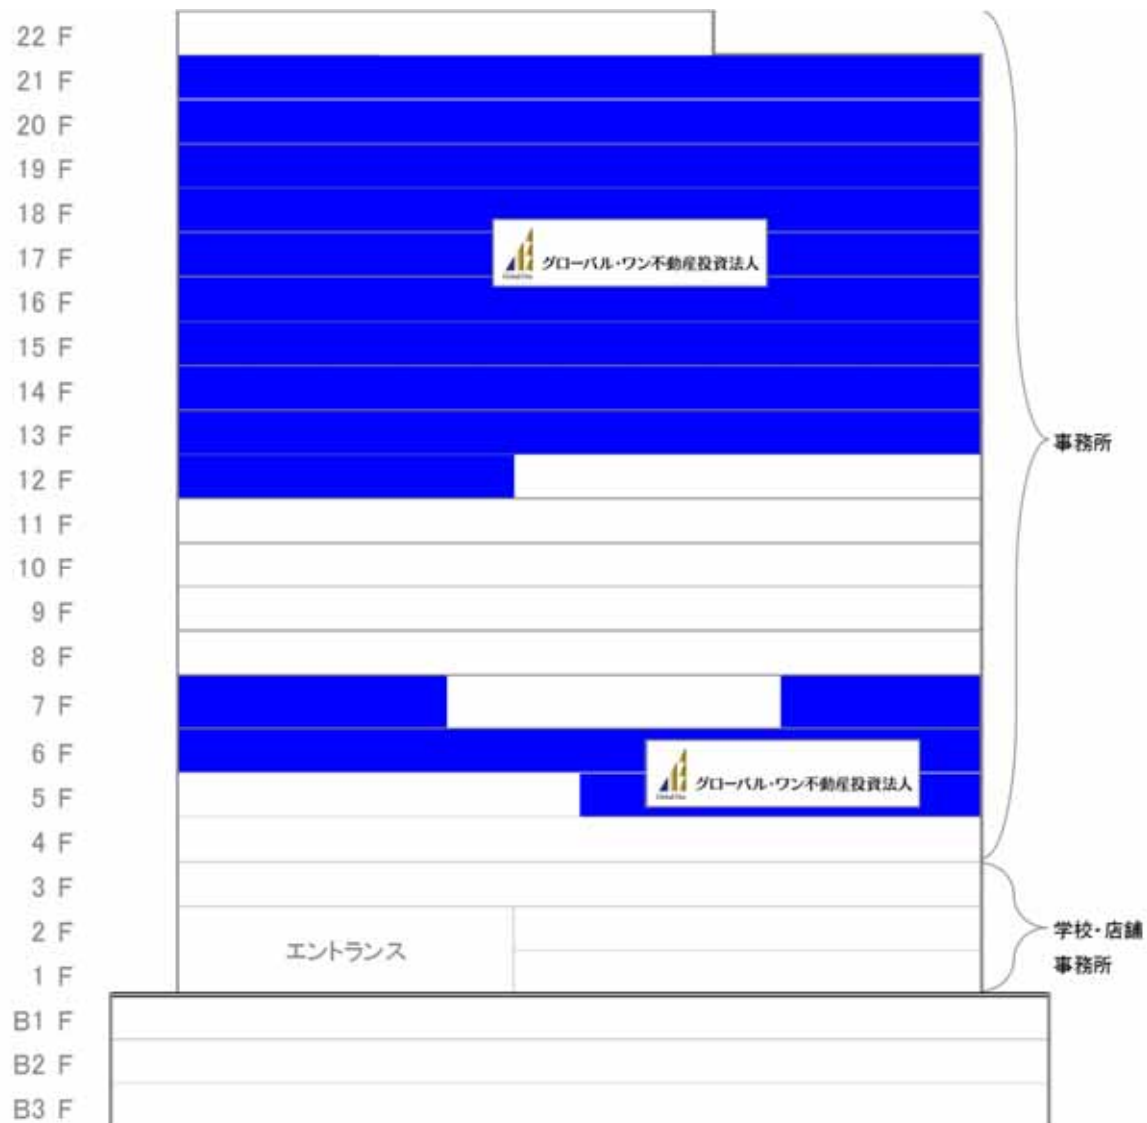 22 F
21 F
20 F
19 F
18 F
17 F
グローバル・ワン不動産投資法人
16 F
15 F
14 F
13 F
事務所
12 F
11 F
10 F
9 F
8 F
7 F
6 F
グローバル・ワン不動産投資法人
5 F
4 F
3 F
2 F
学校・店舗
エントランス
事務所
1 F
B1 F
B2 F
B3 F